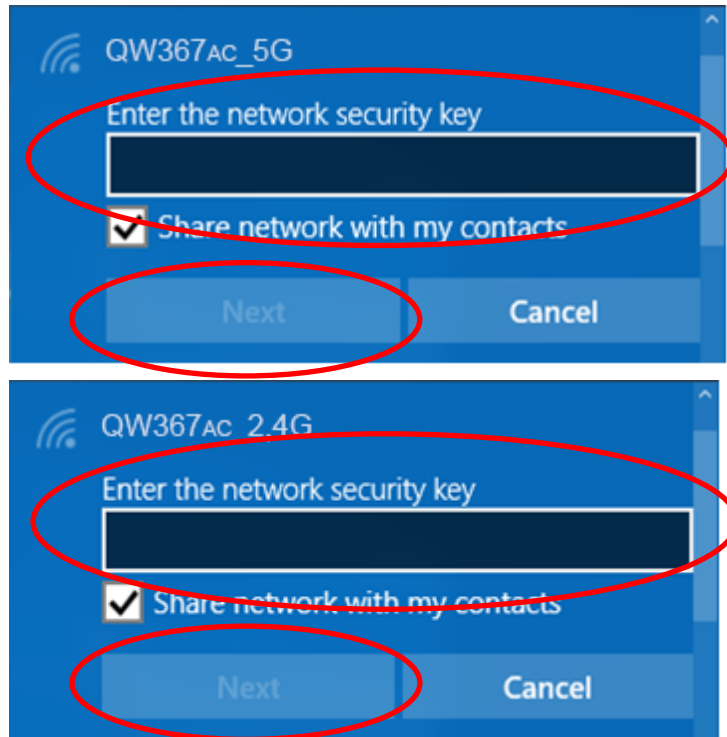 QW367AC_5G
Enter the network security key
Share network with my contacts
Next Cancel
QW367AC_2,4G
Enter the network security key
Share network with my contacts
Next Cancel